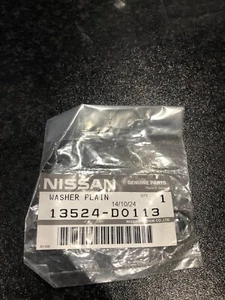 NISSAN
GENUINE PARTS
WASHER PLAIN
14/10/24
1
13524-D0113